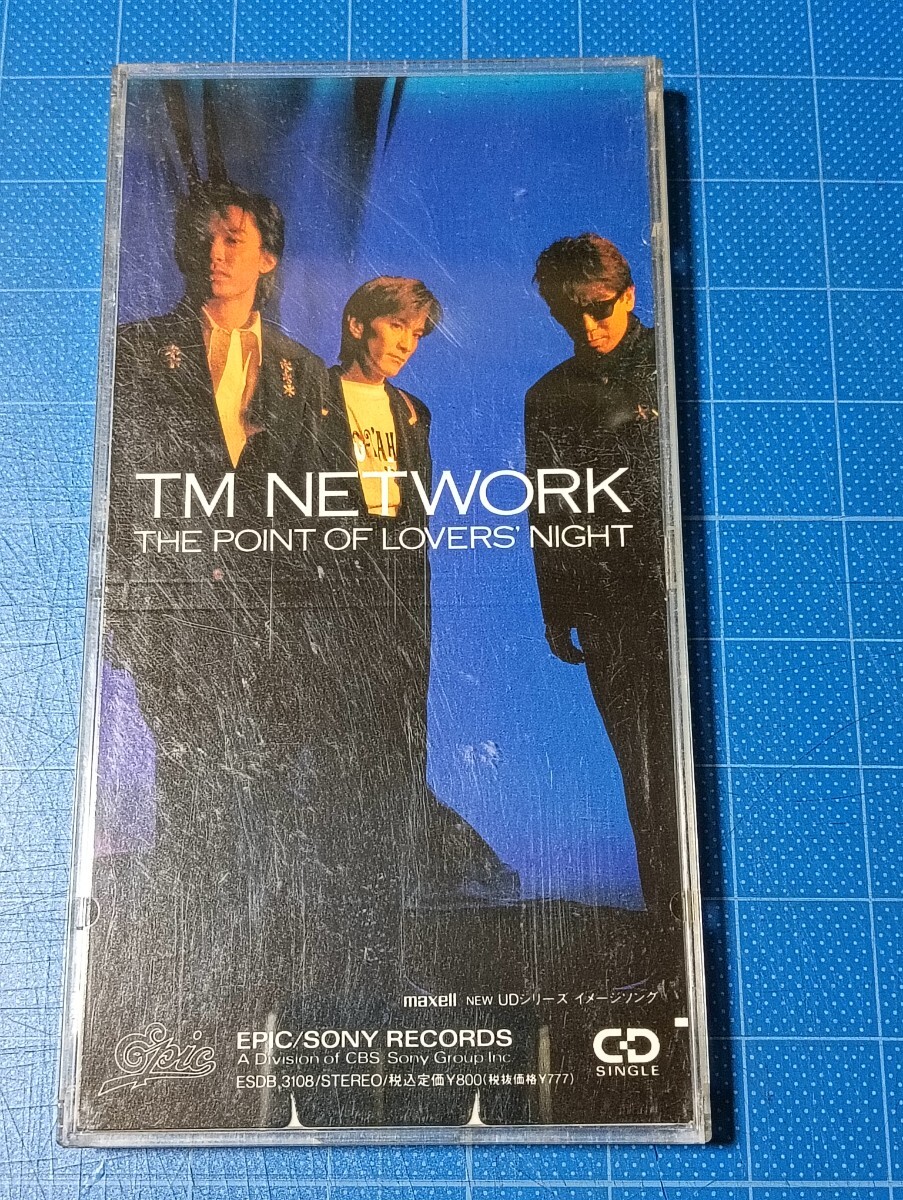 TM NETWORK
THE POINT OF LOVERS' NIGHT
maxell NEW UDシリーズ イメージソング
Epic
EPIC/SONY RECORDS
A Division of CBS Sony Group Inc
ESDB,3108/STEREO/税込定価¥800(税抜価格¥777)
CD
SINGLE